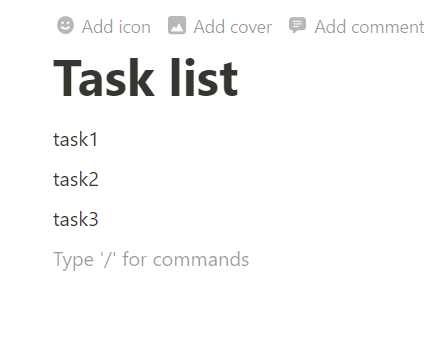 Add icon Add cover Add comment
Task list
task1
task2
task3
Type '/' for commands